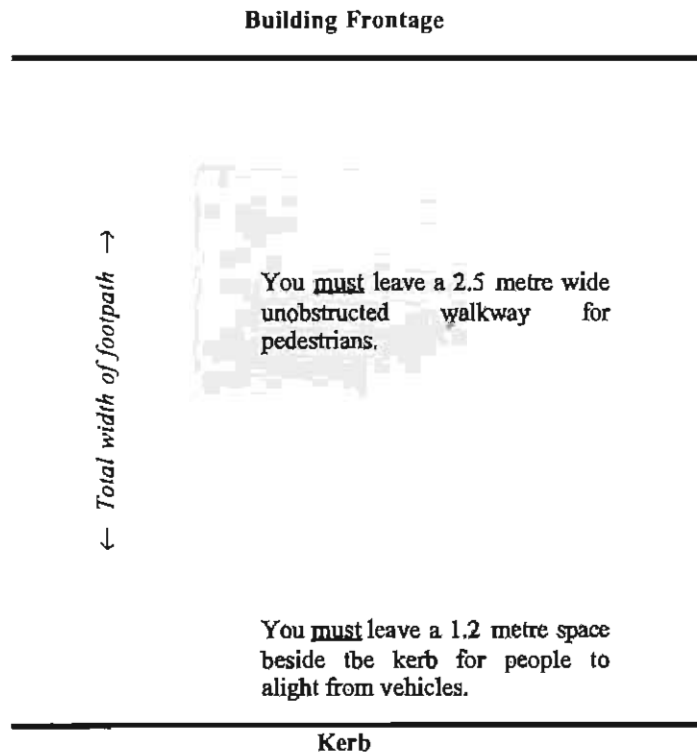 Building Frontage
← Total width of footpath →
You must leave a 2.5 metre wide
unobstructed walkway for
pedestrians.
You must leave a 1.2 metre space
beside tbe kerb for people to
alight from vehicles.
Kerb